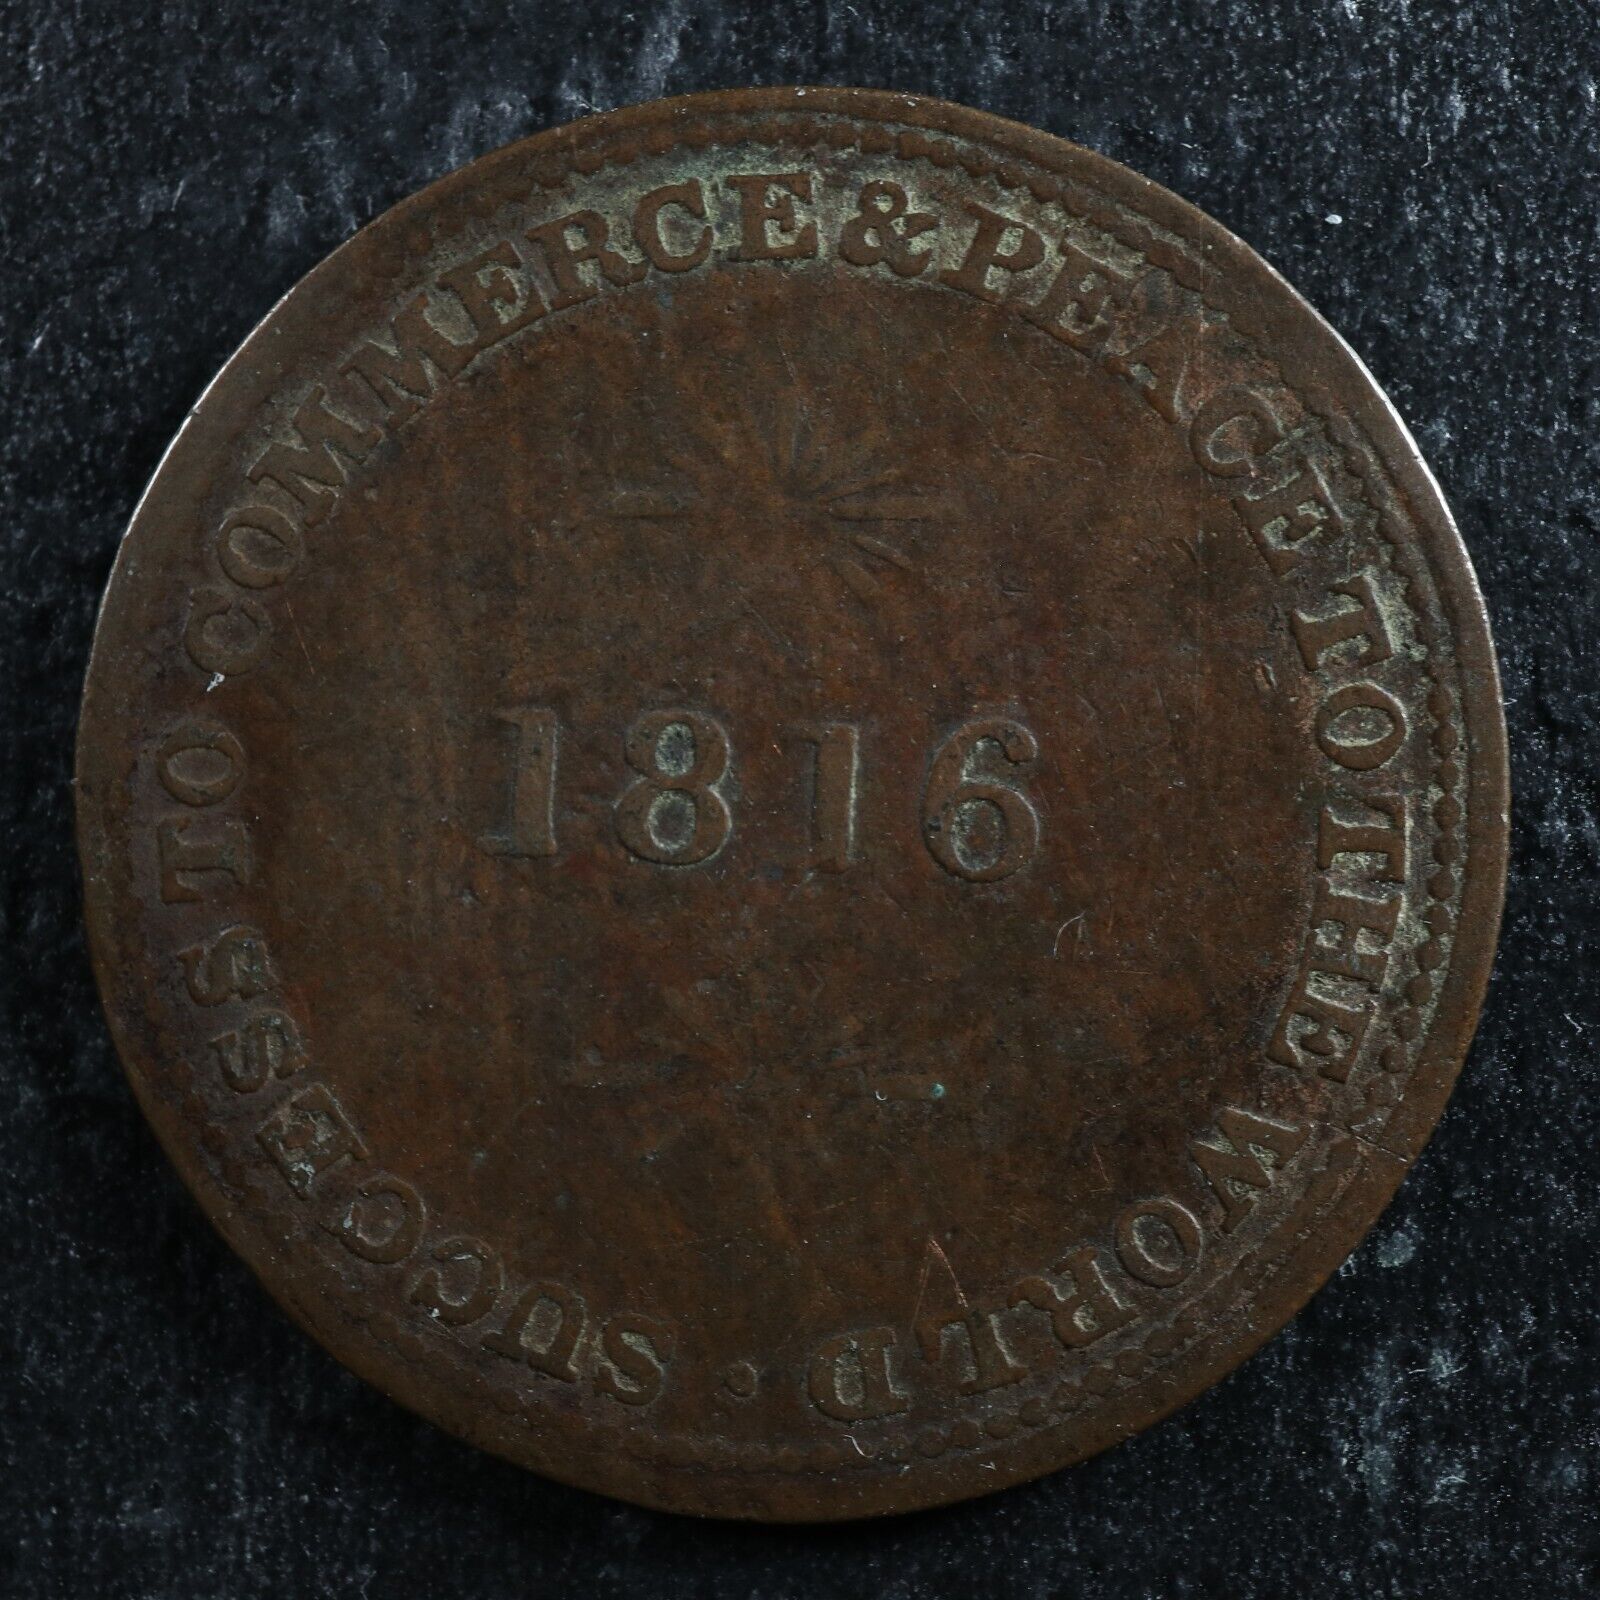 SUCCESS TO COMMERCE & PEACE TO THE WORLD
1816